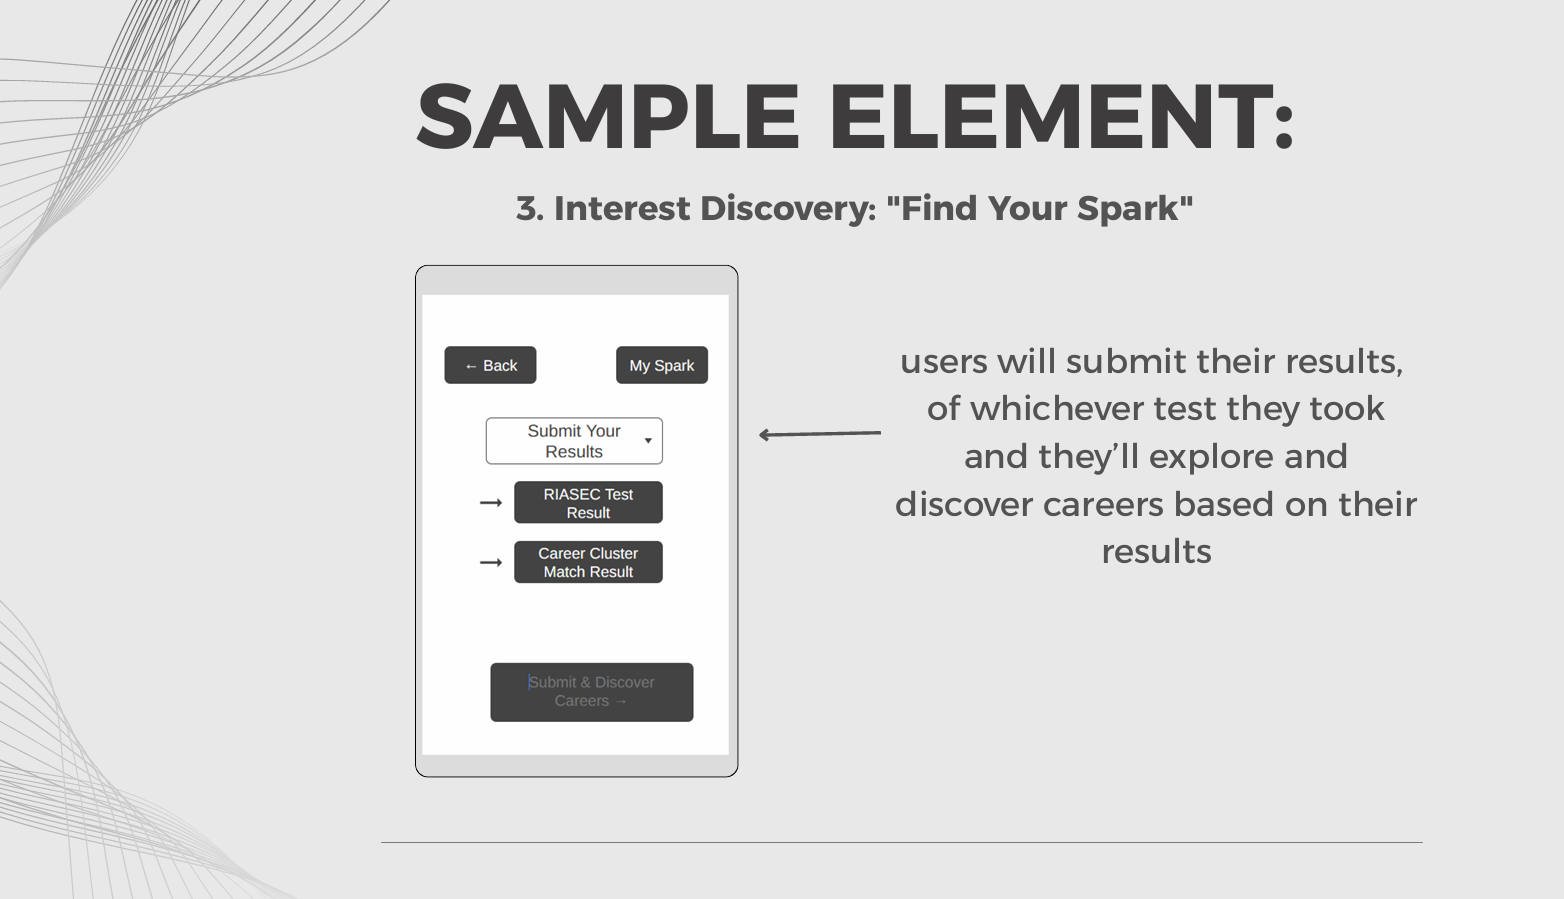 SAMPLE ELEMENT:
3. Interest Discovery: "Find Your Spark"
← Back
My Spark
Submit Your
Results
RIASEC Test
Result
Career Cluster
Match Result
Submit & Discover
Careers →
users will submit their results,
of whichever test they took
and they’ll explore and
discover careers based on their
results